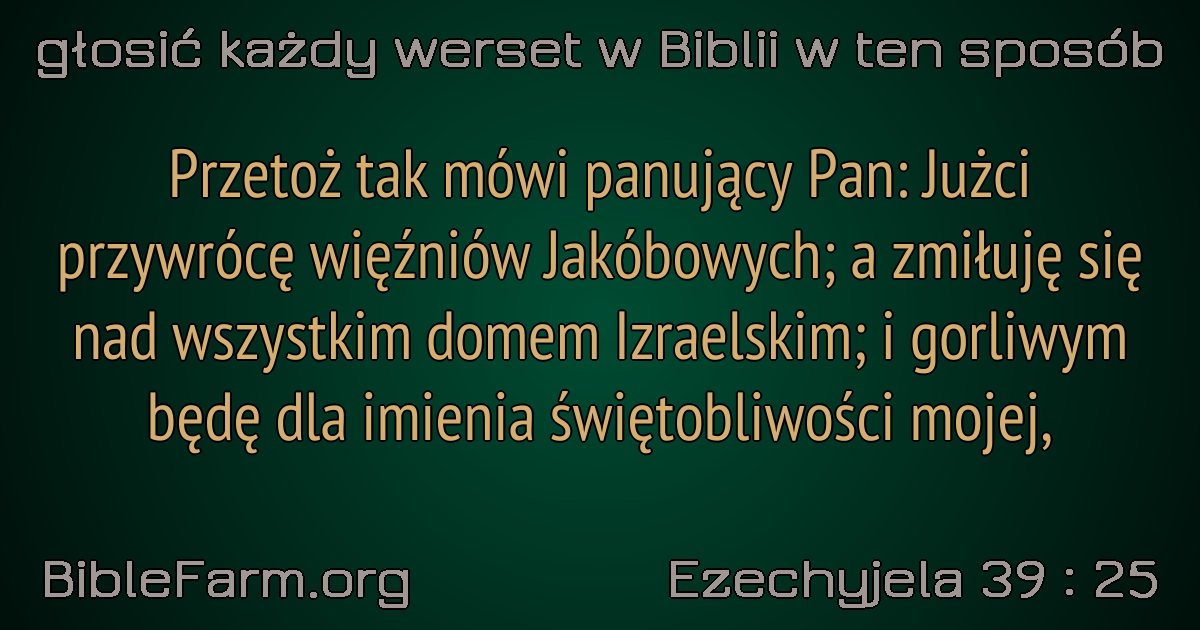 głosić każdy werset w Biblii w ten sposób
Przetoż tak mówi panujący Pan: Jużci
przywrócę więźniów Jakóbowych; a zmiłuję się
nad wszystkim domem Izraelskim; i gorliwym
będę dla imienia świętobliwości mojej,
BibleFarm.org
Ezechyjela 39 : 25